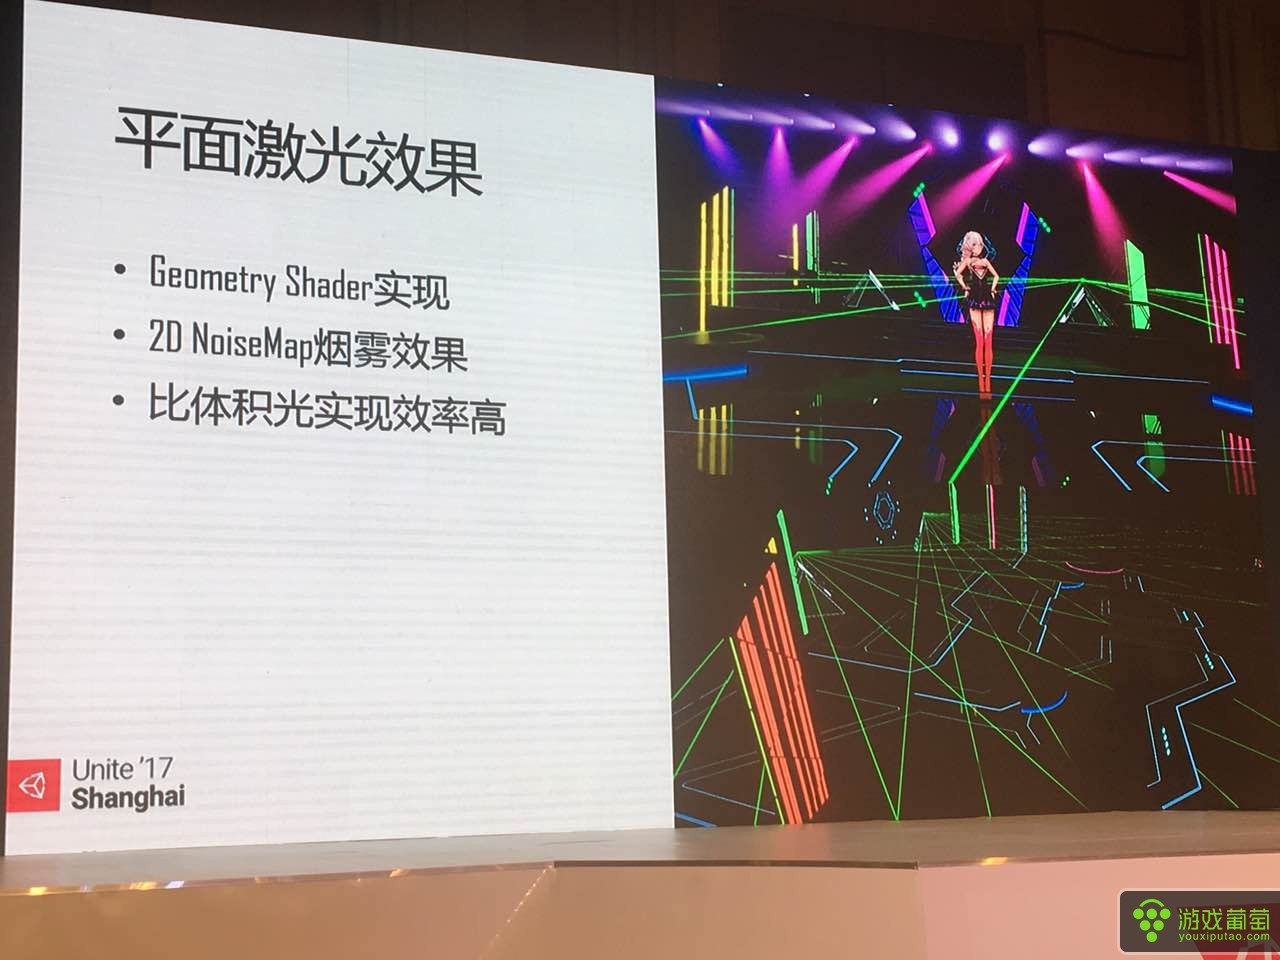 平面激光效果
• Geometry Shader实现
• 2D NoiseMap烟雾效果
• 比体积光实现效率高
Unite '17
Shanghai
游戏葡萄
youxiputao.com